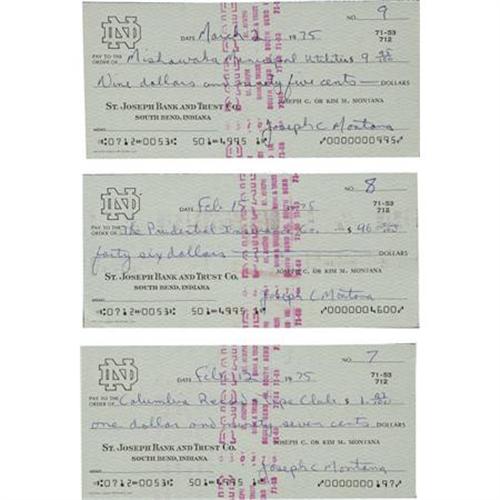 NO. 9
DATE March 2 1975
71-53
712
PAY TO THE
ORDER OF Mishawaka Municipal Utilities 9 95/100
Nine dollars and ninety five cents DOLLARS
ST. JOSEPH BANK AND TRUST CO.
SOUTH BEND, INDIANA
JOSEPH C. OR KIM M. MONTANA
MEMO
Joseph C Montana
⑆0712⑉0053⑆ 501⑉4995 1⑈ ⑇0000000995⑇
NO. 8
DATE Feb 15 1975
71-53
712
PAY TO THE
ORDER OF The Prudential Insurance Co. $ 46
forty six dollars DOLLARS
ST. JOSEPH BANK AND TRUST CO.
SOUTH BEND, INDIANA
JOSEPH C. OR KIM M. MONTANA
MEMO
Joseph C Montana
⑆0712⑉0053⑆ 501⑉4995 1⑈ ⑇0000004600⑇
NO. 7
DATE Feb 12 1975
71-53
712
PAY TO THE
ORDER OF Columbia Record Tape Club $ 1 97/100
one dollar and ninety seven cents DOLLARS
ST. JOSEPH BANK AND TRUST CO.
SOUTH BEND, INDIANA
JOSEPH C. OR KIM M. MONTANA
MEMO
Joseph C Montana
⑆0712⑉0053⑆ 501⑉4995 1⑈ ⑇0000000197⑇